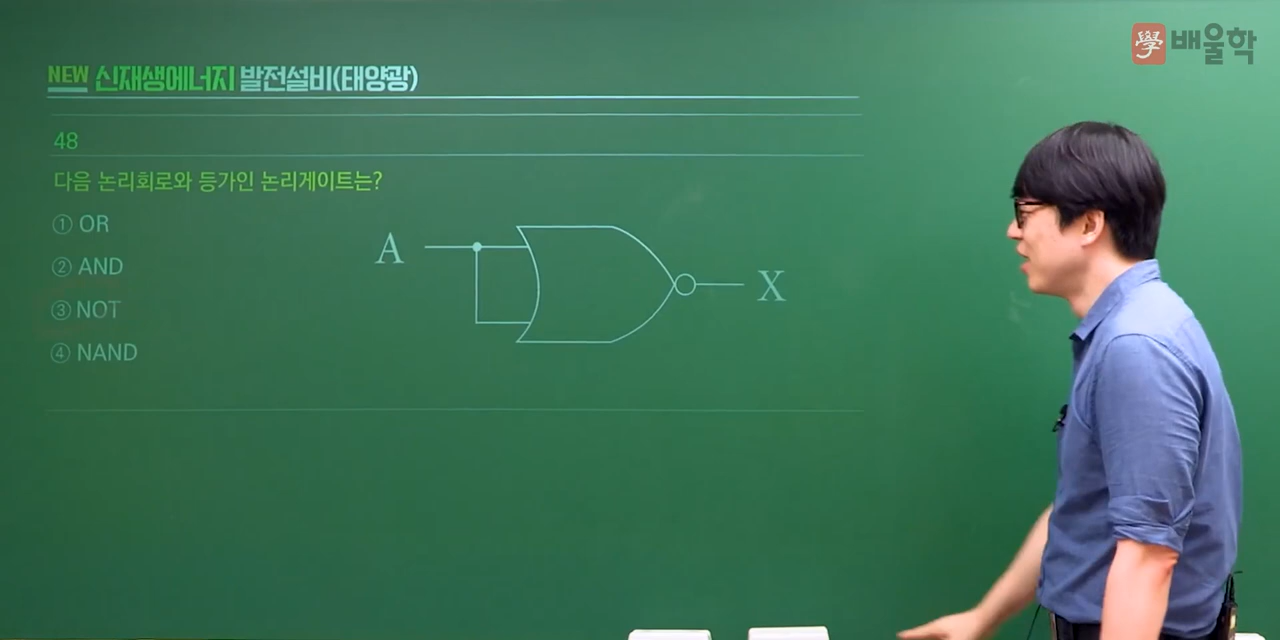 學 배울학
NEW 신재생에너지 발전설비(태양광)
48
다음 논리회로와 등가인 논리게이트는?
① OR
② AND
③ NOT
④ NAND
A
X